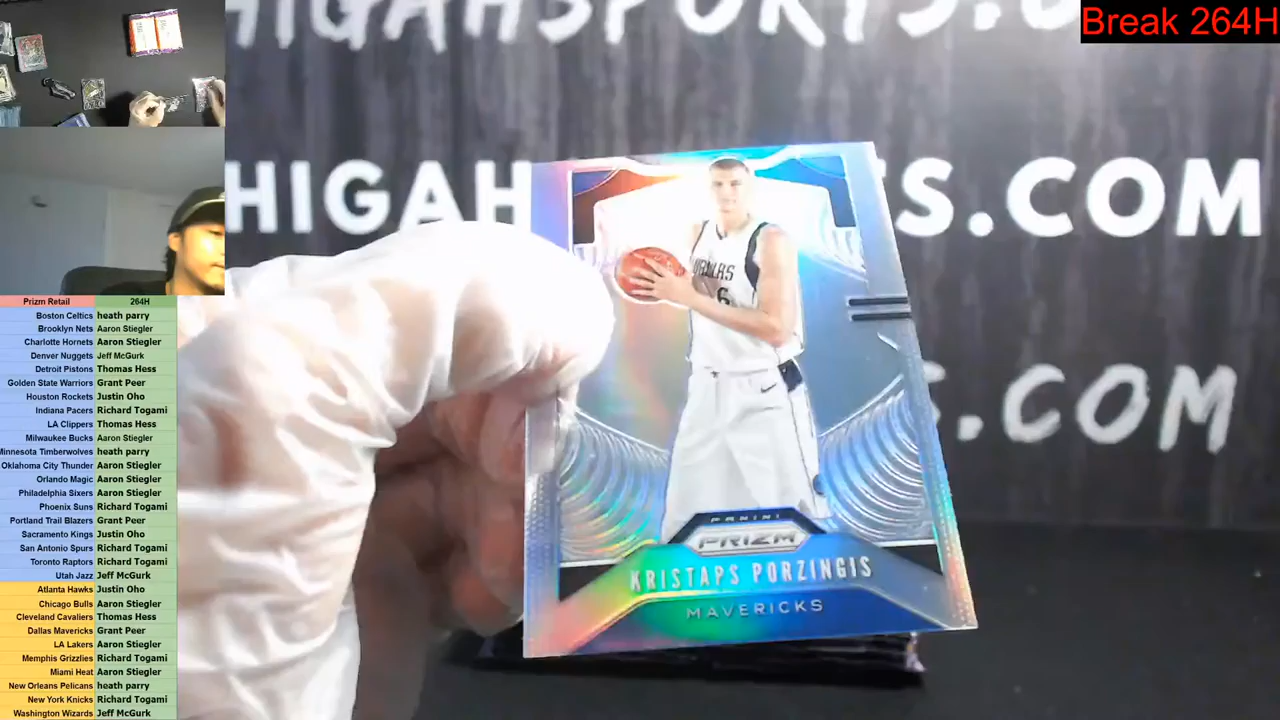 HIGAHSPORTS.
Break 264H
HIGAH
S.COM
S.COM
MAVERICKS
6
PANINI
PRIZM
KRISTAPS PORZINGIS
MAVERICKS
Prizm Retail 264H
Boston Celtics heath parry
Brooklyn Nets Aaron Stiegler
Charlotte Hornets Aaron Stiegler
Denver Nuggets Jeff McGurk
Detroit Pistons Thomas Hess
Golden State Warriors Grant Peer
Houston Rockets Justin Oho
Indiana Pacers Richard Togami
LA Clippers Thomas Hess
Milwaukee Bucks Aaron Stiegler
Minnesota Timberwolves heath parry
Oklahoma City Thunder Aaron Stiegler
Orlando Magic Aaron Stiegler
Philadelphia Sixers Aaron Stiegler
Phoenix Suns Richard Togami
Portland Trail Blazers Grant Peer
Sacramento Kings Justin Oho
San Antonio Spurs Richard Togami
Toronto Raptors Richard Togami
Utah Jazz Jeff McGurk
Atlanta Hawks Justin Oho
Chicago Bulls Aaron Stiegler
Cleveland Cavaliers Thomas Hess
Dallas Mavericks Grant Peer
LA Lakers Aaron Stiegler
Memphis Grizzlies Richard Togami
Miami Heat Aaron Stiegler
New Orleans Pelicans heath parry
New York Knicks Richard Togami
Washington Wizards Jeff McGurk